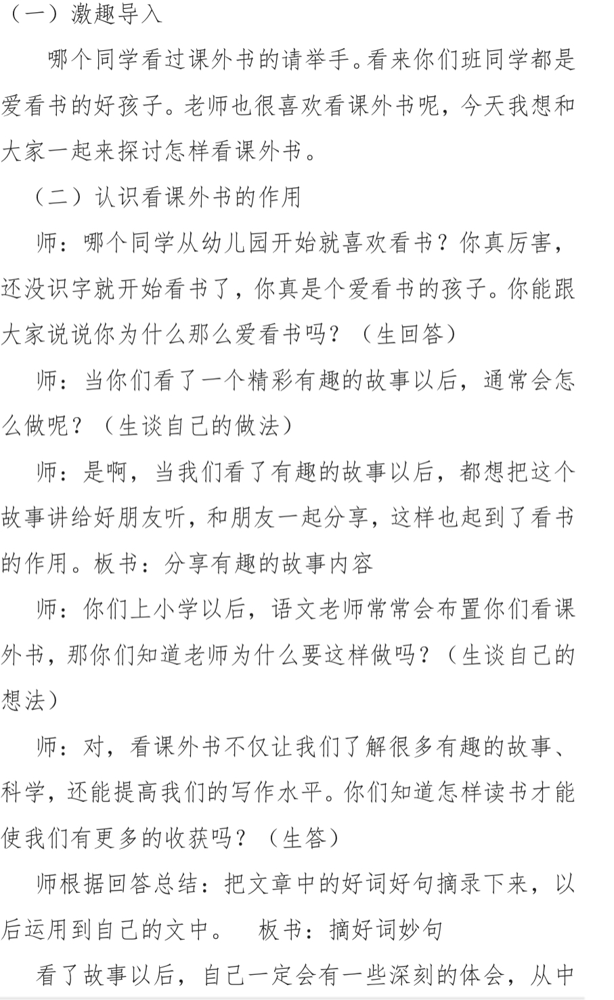 （一）激趣导入
哪个同学看过课外书的请举手。看来你们班同学都是
爱看书的好孩子。老师也很喜欢看课外书呢，今天我想和
大家一起来探讨怎样看课外书。
（二）认识看课外书的作用
师：哪个同学从幼儿园开始就喜欢看书？你真厉害，
还没识字就开始看书了，你真是个爱看书的孩子。你能跟
大家说说你为什么那么爱看书吗？（生回答）
师：当你们看了一个精彩有趣的故事以后，通常会怎
么做呢？（生谈自己的做法）
师：是啊，当我们看了有趣的故事以后，都想把这个
故事讲给好朋友听，和朋友一起分享，这样也起到了看书
的作用。板书：分享有趣的故事内容
师：你们上小学以后，语文老师常常会布置你们看课
外书，那你们知道老师为什么要这样做吗？（生谈自己的
想法）
师：对，看课外书不仅让我们了解很多有趣的故事、
科学，还能提高我们的写作水平。你们知道怎样读书才能
使我们有更多的收获吗？（生答）
师根据回答总结：把文章中的好词好句摘录下来，以
后运用到自己的文中。　板书：摘好词妙句
看了故事以后，自己一定会有一些深刻的体会，从中